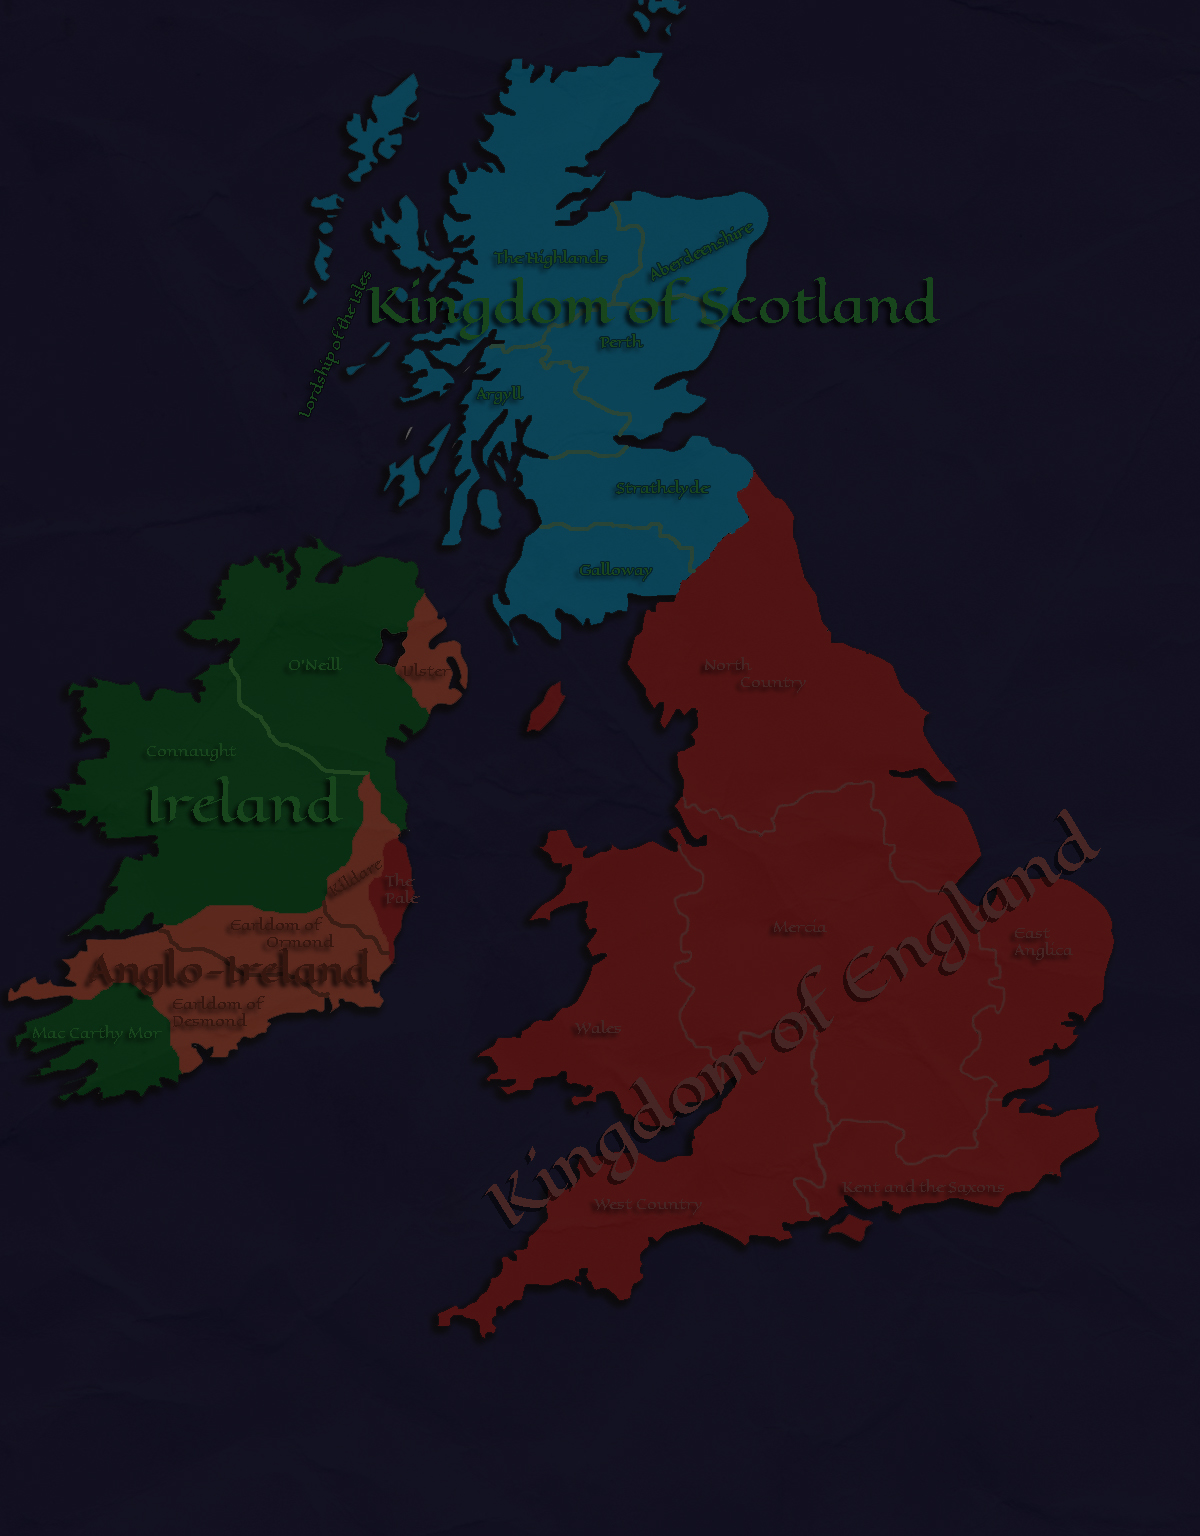 The Highlands
Aberdeenshire
Lordship of the Isles
Kingdom of Scotland
Perth
Argyll
Strathclyde
Galloway
O'Neill
Ulster
North
Country
Connaught
Ireland
Kildare
The
Pale
Earldom of
Ormond
Anglo-Ireland
Earldom of
Desmond
Mac Carthy Mor
Mercia
East
Anglica
Wales
Kingdom of England
Kent and the Saxons
West Country